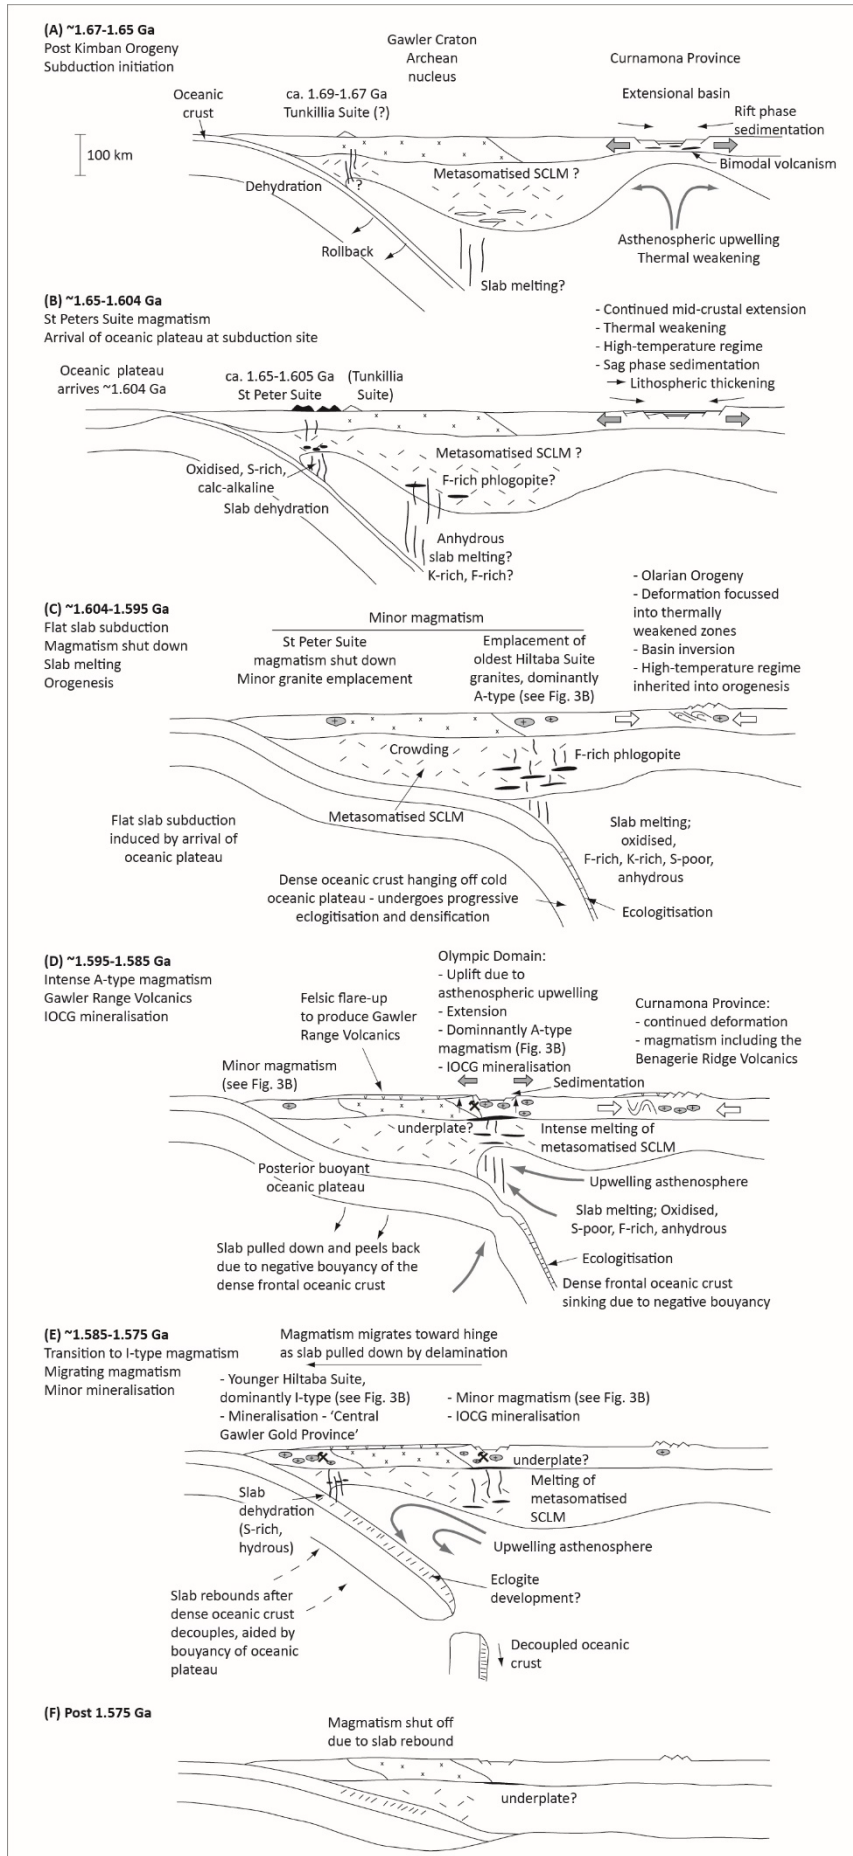 (A) ~1.67-1.65 Ga
Post Kimban Orogeny
Subduction initiation
Gawler Craton
Archean
nucleus
Curnamona Province
Oceanic
crust
ca. 1.69-1.67 Ga
Tunkillia Suite (?)
Extensional basin
Rift phase
sedimentation
100 km
Bimodal volcanism
Dehydration
?
Metasomatised SCLM ?
Rollback
Asthenospheric upwelling
Thermal weakening
Slab melting?
(B) ~1.65-1.604 Ga
St Peters Suite magmatism
Arrival of oceanic plateau at subduction site
- Continued mid-crustal extension
- Thermal weakening
- High-temperature regime
- Sag phase sedimentation
Lithospheric thickening
Oceanic plateau
arrives ~1.604 Ga
ca. 1.65-1.605 Ga
St Peter Suite
(Tunkillia
Suite)
Metasomatised SCLM ?
Oxidised, S-rich,
calc-alkaline
F-rich phlogopite?
Slab dehydration
Anhydrous
slab melting?
K-rich, F-rich?
(C) ~1.604-1.595 Ga
Flat slab subduction
Magmatism shut down
Slab melting
Orogenesis
Minor magmatism
St Peter Suite
magmatism shut down
Minor granite emplacement
Emplacement of
oldest Hiltaba Suite
granites, dominantly
A-type (see Fig. 3B)
- Olarian Orogeny
- Deformation focussed
into thermally
weakened zones
- Basin inversion
- High-temperature regime
inherited into orogenesis
Crowding
F-rich phlogopite
Metasomatised SCLM
Flat slab subduction
induced by arrival of
oceanic plateau
Slab melting;
oxidised,
F-rich, K-rich, S-poor,
anhydrous
Dense oceanic crust hanging off cold
oceanic plateau - undergoes progressive
eclogitisation and densification
Ecologitisation
(D) ~1.595-1.585 Ga
Intense A-type magmatism
Gawler Range Volcanics
IOCG mineralisation
Olympic Domain:
- Uplift due to
asthenospheric upwelling
- Extension
- Dominnantly A-type
magmatism (Fig. 3B)
- IOCG mineralisation
Felsic flare-up
to produce Gawler
Range Volcanics
Curnamona Province:
- continued deformation
- magmatism including the
Benagerie Ridge Volcanics
Minor magmatism
(see Fig. 3B)
Sedimentation
underplate?
Intense melting of
metasomatised SCLM
Posterior buoyant
oceanic plateau
Upwelling asthenosphere
Slab melting; Oxidised,
S-poor, F-rich, anhydrous
Slab pulled down and peels back
due to negative bouyancy of the
dense frontal oceanic crust
Ecologitisation
Dense frontal oceanic crust
sinking due to negative bouyancy
(E) ~1.585-1.575 Ga
Transition to I-type magmatism
Migrating magmatism
Minor mineralisation
Magmatism migrates toward hinge
as slab pulled down by delamination
- Younger Hiltaba Suite,
dominantly I-type (see Fig. 3B)
- Mineralisation - 'Central
Gawler Gold Province'
- Minor magmatism (see Fig. 3B)
- IOCG mineralisation
underplate?
Slab
dehydration
(S-rich,
hydrous)
Melting of
metasomatised
SCLM
Upwelling asthenosphere
Eclogite
development?
Slab rebounds after
dense oceanic crust
decouples, aided by
bouyancy of oceanic
plateau
Decoupled oceanic
crust
(F) Post 1.575 Ga
Magmatism shut off
due to slab rebound
underplate?